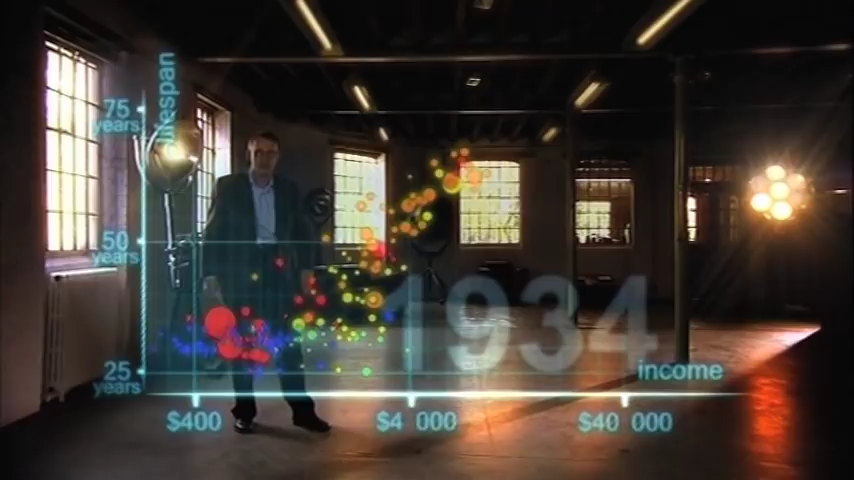 lifespan
75
years
50
years
25
years
1934
income
$400
$4 000
$40 000